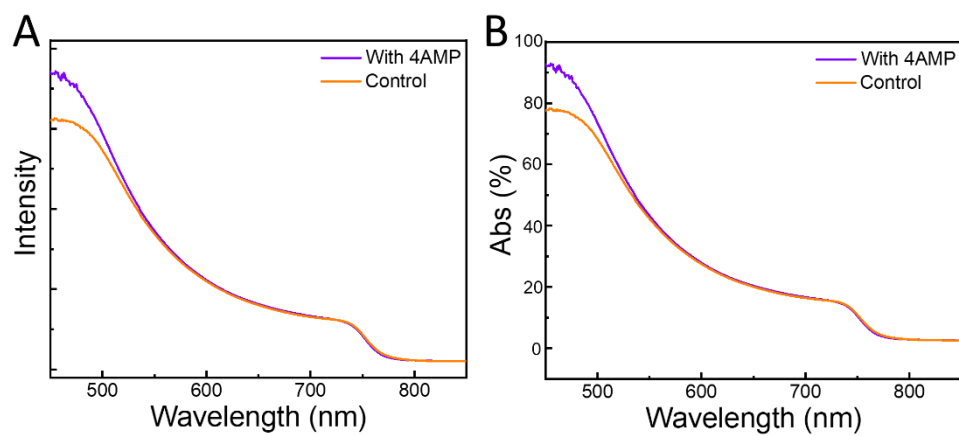 A
With 4AMP
Control
Intensity
500
600
700
800
Wavelength (nm)
B
With 4AMP
Control
Abs (%)
100
80
60
40
20
0
500
600
700
800
Wavelength (nm)